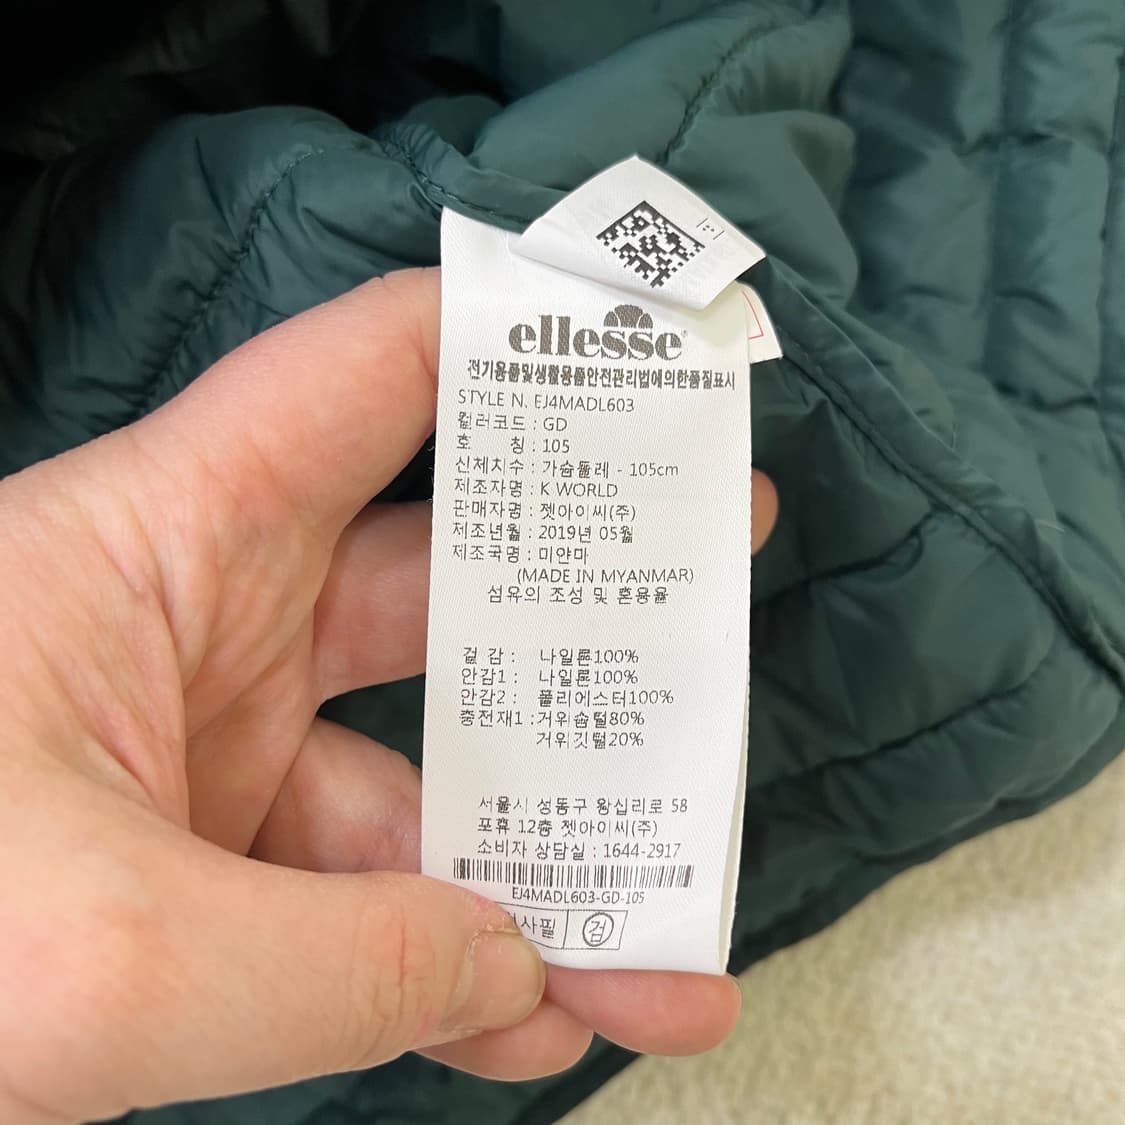 ellesse
전기용품및생활용품안전관리법에의한품질표시
STYLE N. EJ4MADL603
컬러코드 : GD
호 칭 : 105
신체치수 : 가슴둘레 - 105cm
제조자명 : K WORLD
판매자명 : 젯아이씨(주)
제조년월 : 2019년 05월
제조국명 : 미얀마
(MADE IN MYANMAR)
섬유의 조성 및 혼용율
겉 감 : 나일론100%
안감1 : 나일론100%
안감2 : 폴리에스터100%
충전재1 : 거위솜털80%
거위깃털20%
서울시 성동구 왕십리로 58
포휴 12층 젯아이씨(주)
소비자 상담실 : 1644-2917
EJ4MADL603-GD-105
사필 검